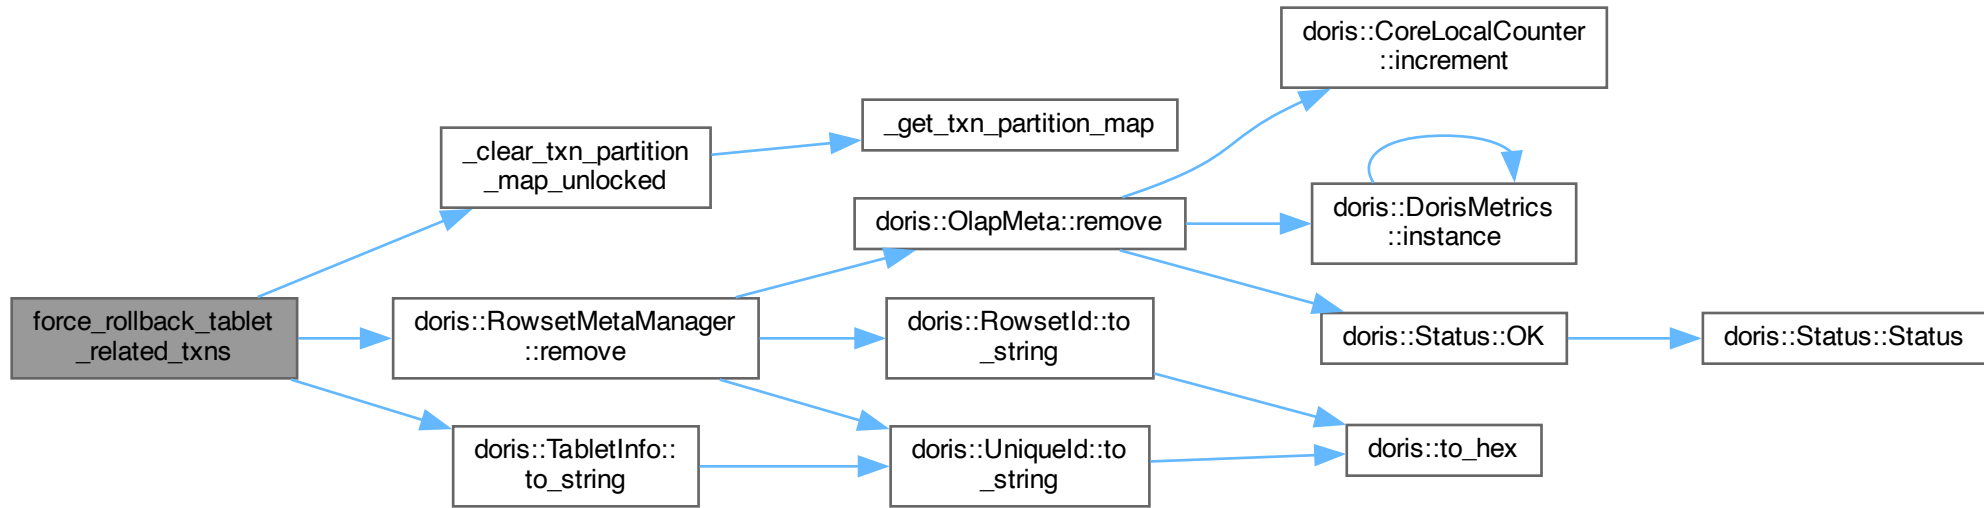 force_rollback_tablet
_related_txns
_clear_txn_partition
_map_unlocked
_get_txn_partition_map
doris::RowsetMetaManager
::remove
doris::OlapMeta::remove
doris::CoreLocalCounter
::increment
doris::DorisMetrics
::instance
doris::Status::OK
doris::Status::Status
doris::RowsetId::to
_string
doris::TabletInfo::
to_string
doris::UniqueId::to
_string
doris::to_hex